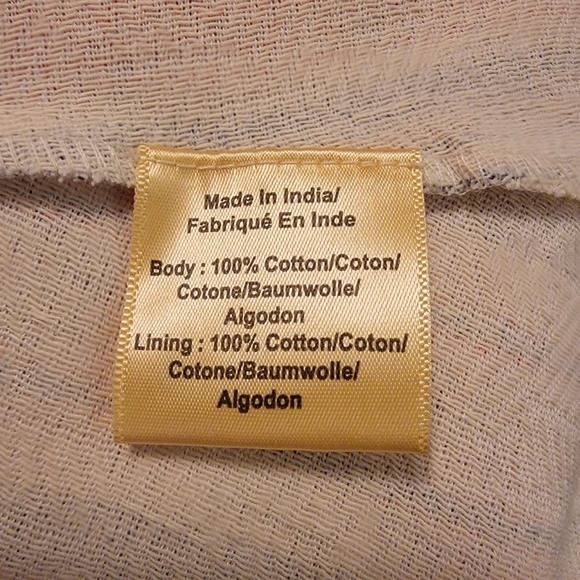 Made In India/
Fabriqué En Inde
Body : 100% Cotton/Coton/
Cotone/Baumwolle/
Algodon
Lining : 100% Cotton/Coton/
Cotone/Baumwolle/
Algodon